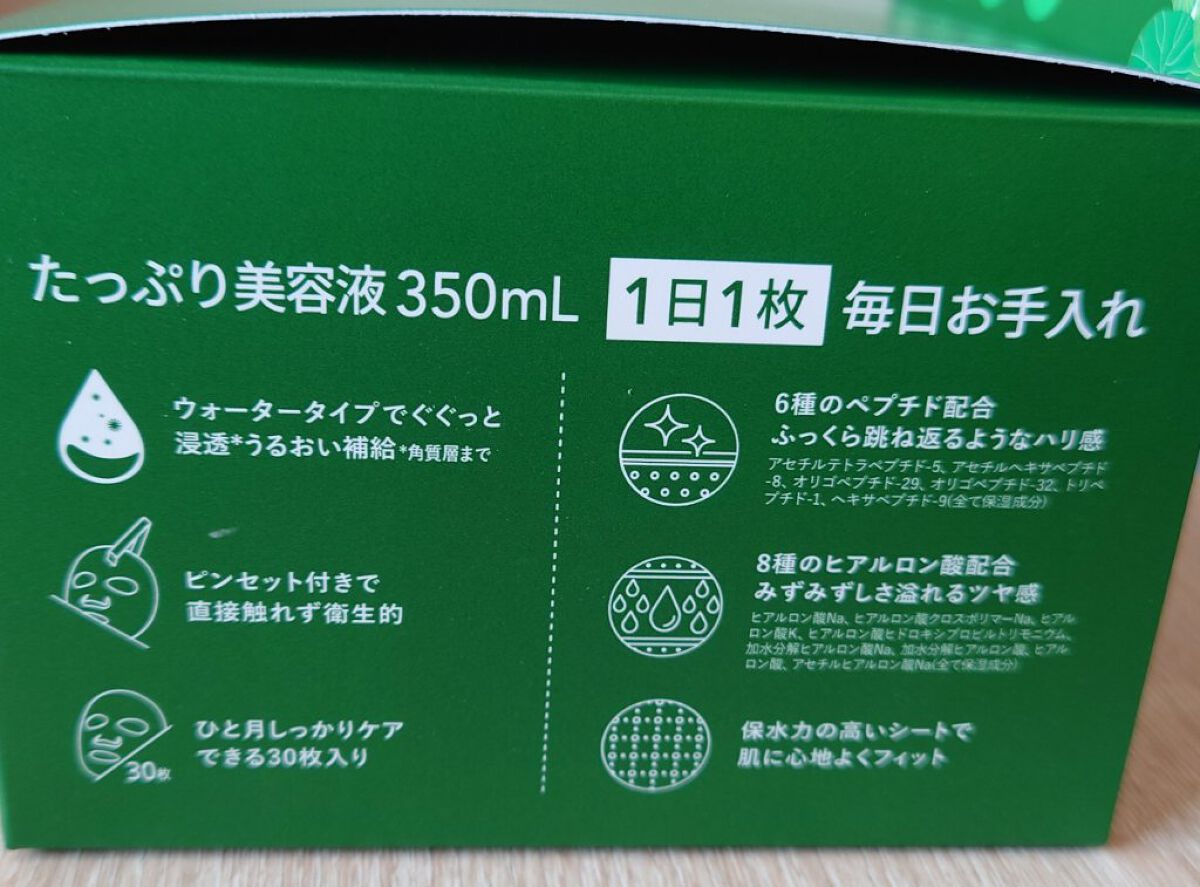 たっぷり美容液350mL 1日1枚 毎日お手入れ
ウォータータイプでぐぐっと
浸透*うるおい補給*角質層まで
ピンセット付きで
直接触れず衛生的
30枚
ひと月しっかりケア
できる30枚入り
6種のペプチド配合
ふっくら跳ね返るようなハリ感
アセチルテトラペプチド-5、アセチルヘキサペプチド
-8、オリゴペプチド-29、オリゴペプチド-32、トリペ
プチド-1、ヘキサペプチド-9(全て保湿成分)
8種のヒアルロン酸配合
みずみずしさ溢れるツヤ感
ヒアルロン酸Na、ヒアルロン酸クロスポリマーNa、ヒアル
ロン酸K、ヒアルロン酸ヒドロキシプロピルトリモニウム、
加水分解ヒアルロン酸Na、加水分解ヒアルロン酸、ヒアル
ロン酸、アセチルヒアルロン酸Na(全て保湿成分)
保水力の高いシートで
肌に心地よくフィット